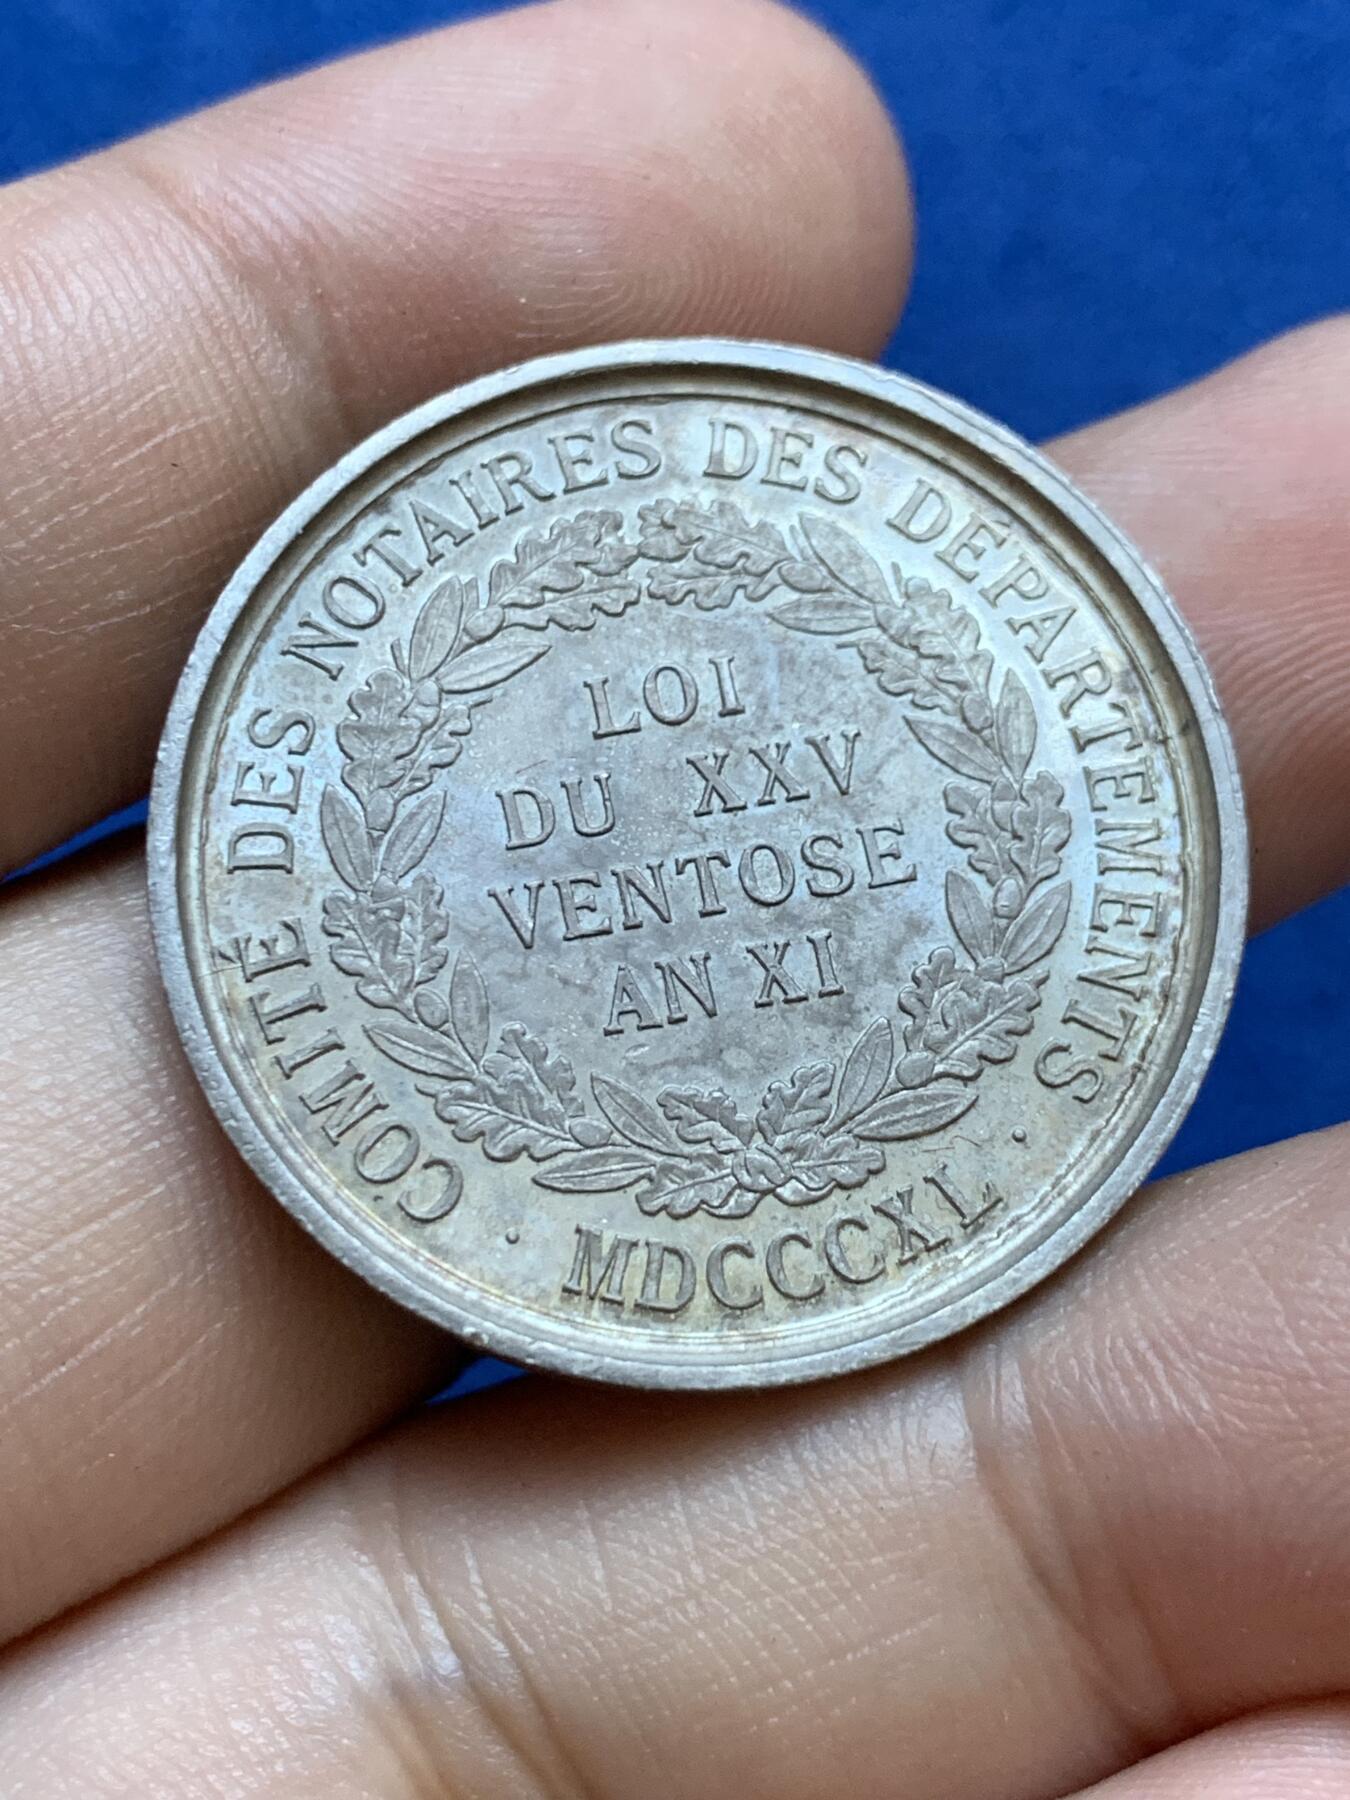 COMITÉ DES NOTAIRES DES DÉPARTEMENTS
LOI
DU XXV
VENTOSE
AN XI
· MDCCCXL ·